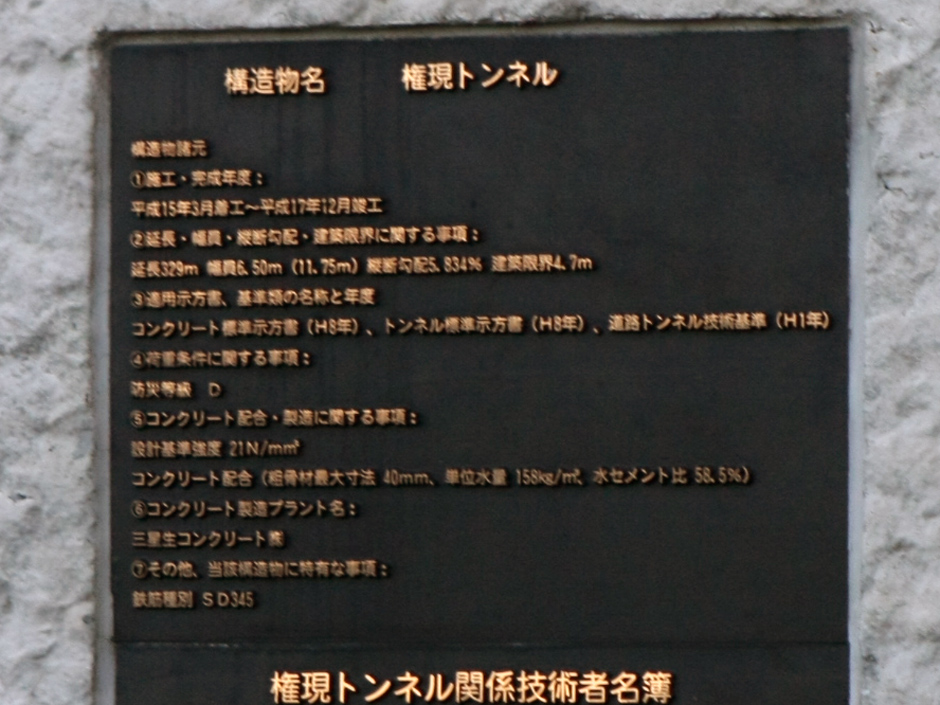 構造物名 権現トンネル
構造物諸元
①施工・完成年度：
平成15年3月着工～平成17年12月竣工
②延長・幅員・縦断勾配・建築限界に関する事項：
延長329m 幅員6.50m（11.75m）縦断勾配5.834% 建築限界4.7m
③適用示方書、基準類の名称と年度
コンクリート標準示方書（H8年）、トンネル標準示方書（H8年）、道路トンネル技術基準（H1年）
④荷重条件に関する事項：
防災等級 D
⑤コンクリート配合・製造に関する事項：
設計基準強度 21N/mm²
コンクリート配合（粗骨材最大寸法 40mm、単位水量 158kg/m³、水セメント比 58.5%）
⑥コンクリート製造プラント名：
三星生コンクリート㈱
⑦その他、当該構造物に特有な事項：
鉄筋種別 SD345
権現トンネル関係技術者名簿